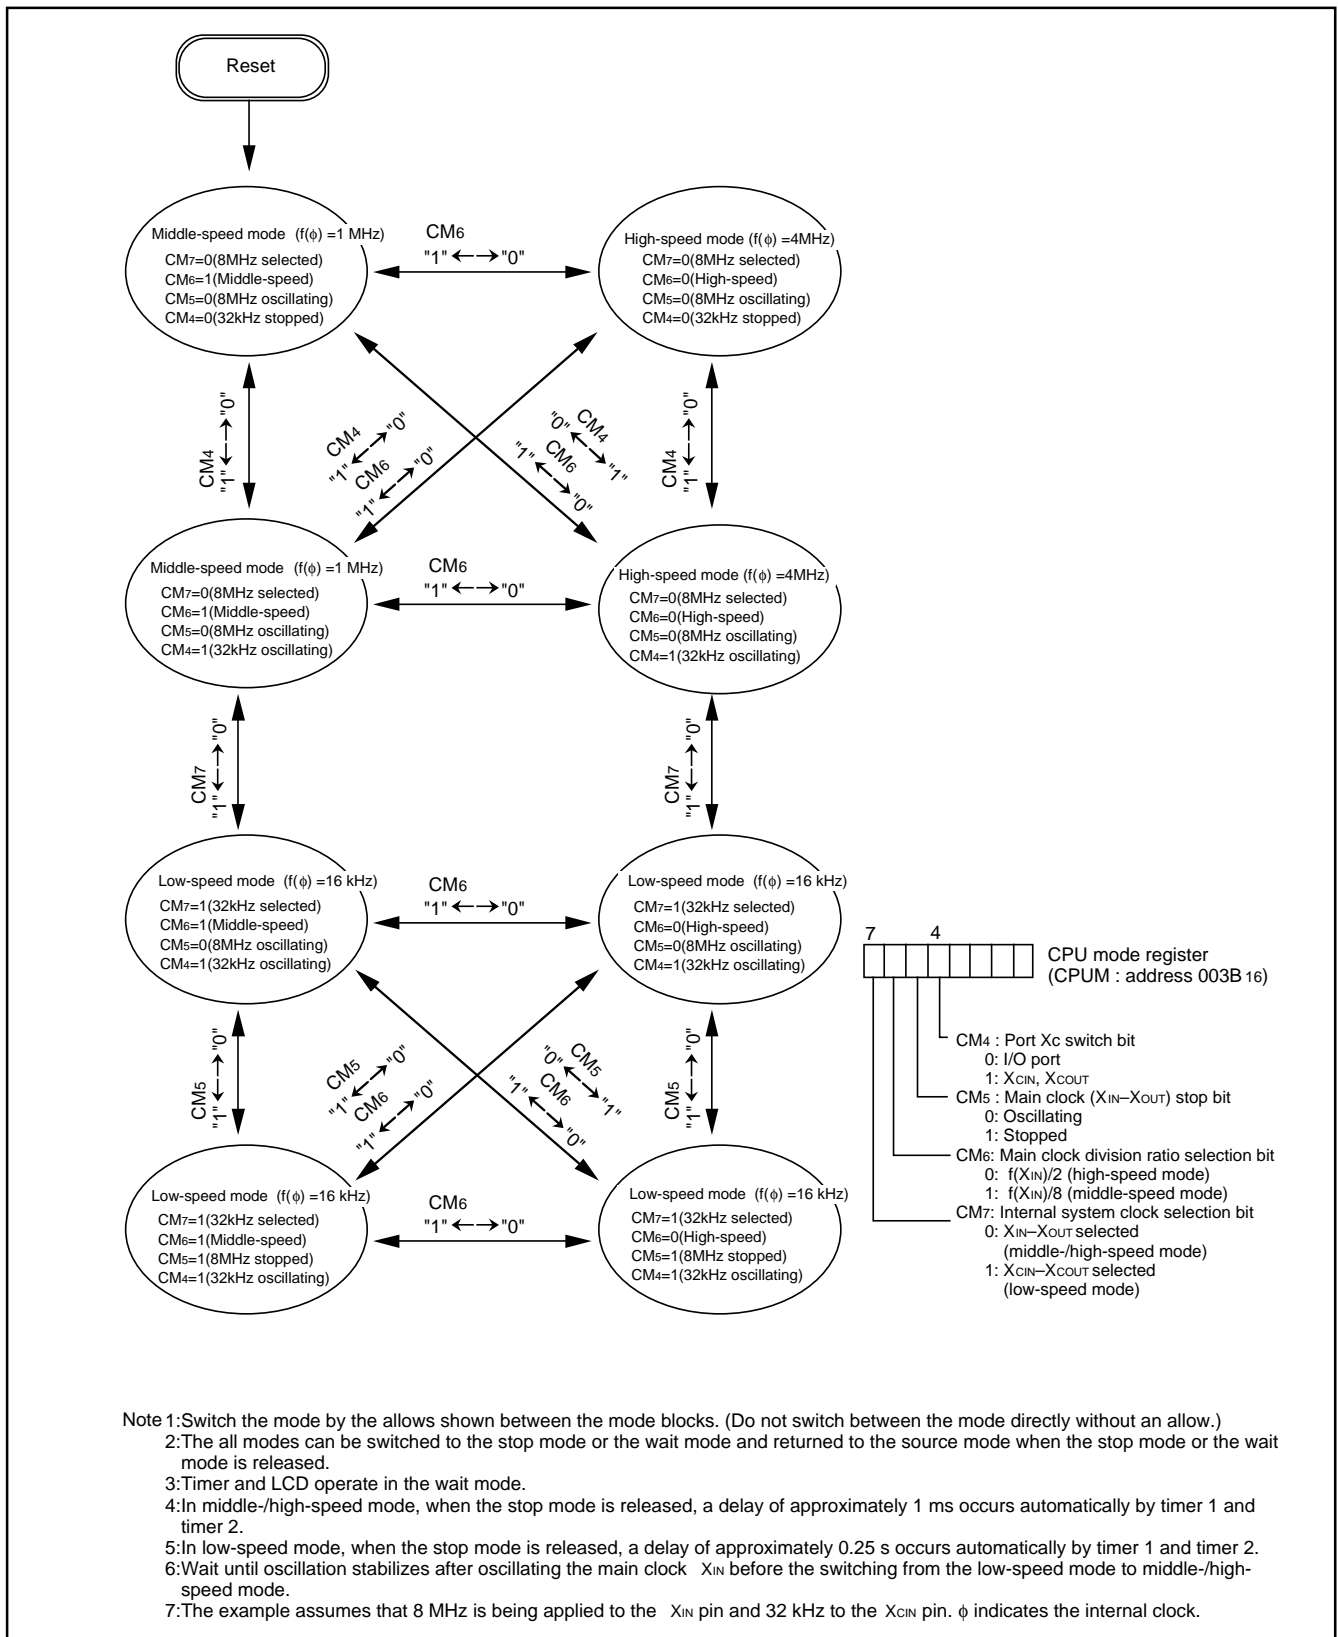 Reset
Middle-speed mode (f(φ) =1 MHz)
CM7=0(8MHz selected)
CM6=1(Middle-speed)
CM5=0(8MHz oscillating)
CM4=0(32kHz stopped)
CM6
"1" ←→ "0"
High-speed mode (f(φ) =4MHz)
CM7=0(8MHz selected)
CM6=0(High-speed)
CM5=0(8MHz oscillating)
CM4=0(32kHz stopped)
CM4
"1" ←→ "0"
CM4
"1" ←→ "0"
CM6
"1" ←→ "0"
CM4
"0" ←→ "1"
CM6
"1" ←→ "0"
CM4
"1" ←→ "0"
Middle-speed mode (f(φ) =1 MHz)
CM7=0(8MHz selected)
CM6=1(Middle-speed)
CM5=0(8MHz oscillating)
CM4=1(32kHz oscillating)
CM6
"1" ←→ "0"
High-speed mode (f(φ) =4MHz)
CM7=0(8MHz selected)
CM6=0(High-speed)
CM5=0(8MHz oscillating)
CM4=1(32kHz oscillating)
CM7
"1" ←→ "0"
CM7
"1" ←→ "0"
Low-speed mode (f(φ) =16 kHz)
CM7=1(32kHz selected)
CM6=1(Middle-speed)
CM5=0(8MHz oscillating)
CM4=1(32kHz oscillating)
CM6
"1" ←→ "0"
Low-speed mode (f(φ) =16 kHz)
CM7=1(32kHz selected)
CM6=0(High-speed)
CM5=0(8MHz oscillating)
CM4=1(32kHz oscillating)
CM5
"1" ←→ "0"
CM5
"1" ←→ "0"
CM6
"1" ←→ "0"
CM5
"0" ←→ "1"
CM6
"1" ←→ "0"
CM5
"1" ←→ "0"
Low-speed mode (f(φ) =16 kHz)
CM7=1(32kHz selected)
CM6=1(Middle-speed)
CM5=1(8MHz stopped)
CM4=1(32kHz oscillating)
CM6
"1" ←→ "0"
Low-speed mode (f(φ) =16 kHz)
CM7=1(32kHz selected)
CM6=0(High-speed)
CM5=1(8MHz stopped)
CM4=1(32kHz oscillating)
7 4
CPU mode register
(CPUM : address 003B16)
CM4 : Port Xc switch bit
0: I/O port
1: XCIN, XCOUT
CM5 : Main clock (XIN–XOUT) stop bit
0: Oscillating
1: Stopped
CM6: Main clock division ratio selection bit
0: f(XIN)/2 (high-speed mode)
1: f(XIN)/8 (middle-speed mode)
CM7: Internal system clock selection bit
0: XIN–XOUT selected
(middle-/high-speed mode)
1: XCIN–XCOUT selected
(low-speed mode)
Note 1:Switch the mode by the allows shown between the mode blocks. (Do not switch between the mode directly without an allow.)
2:The all modes can be switched to the stop mode or the wait mode and returned to the source mode when the stop mode or the wait
mode is released.
3:Timer and LCD operate in the wait mode.
4:In middle-/high-speed mode, when the stop mode is released, a delay of approximately 1 ms occurs automatically by timer 1 and
timer 2.
5:In low-speed mode, when the stop mode is released, a delay of approximately 0.25 s occurs automatically by timer 1 and timer 2.
6:Wait until oscillation stabilizes after oscillating the main clock XIN before the switching from the low-speed mode to middle-/high-
speed mode.
7:The example assumes that 8 MHz is being applied to the XIN pin and 32 kHz to the XCIN pin. φ indicates the internal clock.